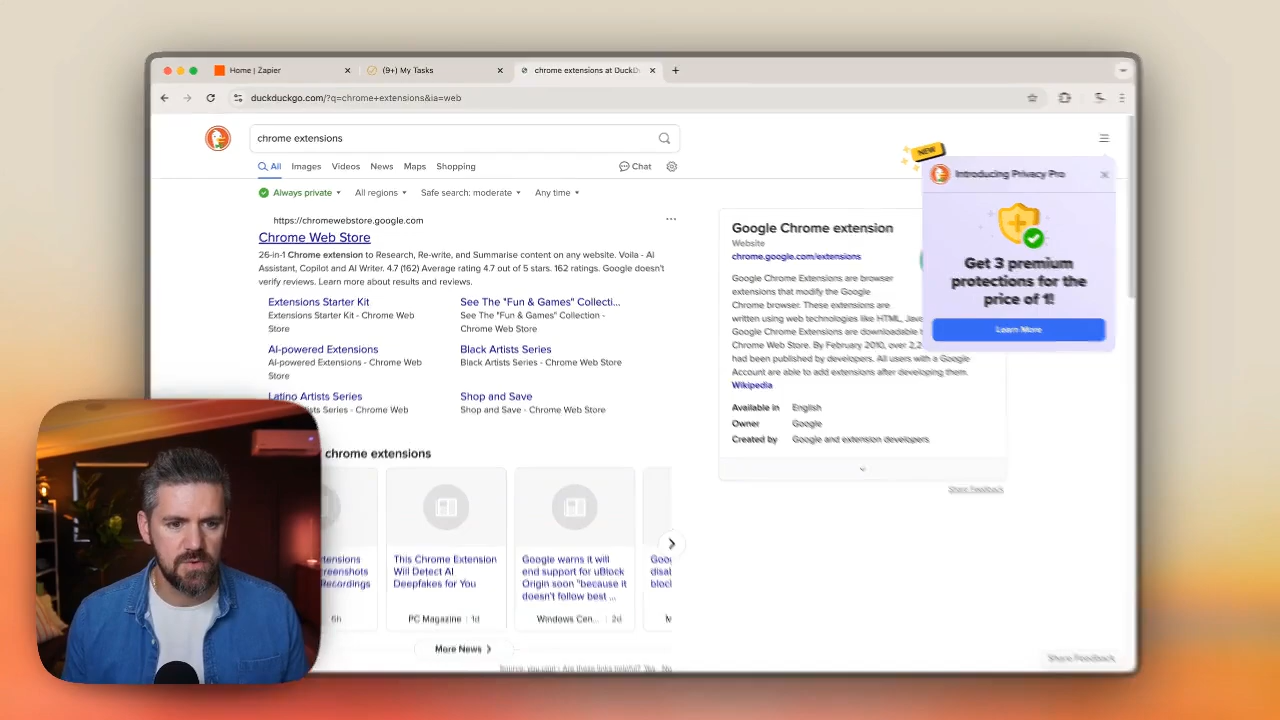 Home | Zapier
(9+) My Tasks
chrome extensions at DuckD
duckduckgo.com/?q=chrome+extensions&ia=web
chrome extensions
All
Images
Videos
News
Maps
Shopping
Chat
Always private
All regions
Safe search: moderate
Any time
https://chromewebstore.google.com
Chrome Web Store
26-in-1 Chrome extension to Research, Re-write, and Summarise content on any website. Voila - AI
Assistant, Copilot and AI Writer. 4.7 (162) Average rating 4.7 out of 5 stars. 162 ratings. Google doesn't
verify reviews. Learn more about results and reviews.
Extensions Starter Kit
Extensions Starter Kit - Chrome Web
Store
See The "Fun & Games" Collecti...
See The "Fun & Games" Collection -
Chrome Web Store
AI-powered Extensions
AI-powered Extensions - Chrome Web
Store
Black Artists Series
Black Artists Series - Chrome Web Store
Latino Artists Series
Series - Chrome Web
Shop and Save
Shop and Save - Chrome Web Store
chrome extensions
This Chrome Extension
Will Detect AI
Deepfakes for You
PC Magazine 1d
Google warns it will
end support for uBlock
Origin soon "because it
doesn't follow best ...
Windows Cen... 2d
6h
More News
Google Chrome extension
Website
chrome.google.com/extensions
Google Chrome Extensions are browser
extensions that modify the Google
Chrome browser. These extensions are
written using web technologies like HTML,
Google Chrome Extensions are downloadable
Chrome Web Store. By February 2010, over
had been published by developers. All users with a Google
Account are able to add extensions after developing them.
Wikipedia
Available in English
Owner Google
Created by Google and extension developers
Share Feedback
NEW
Introducing Privacy Pro
Get 3 premium
protections for the
price of 1!
Learn More
Share Feedback